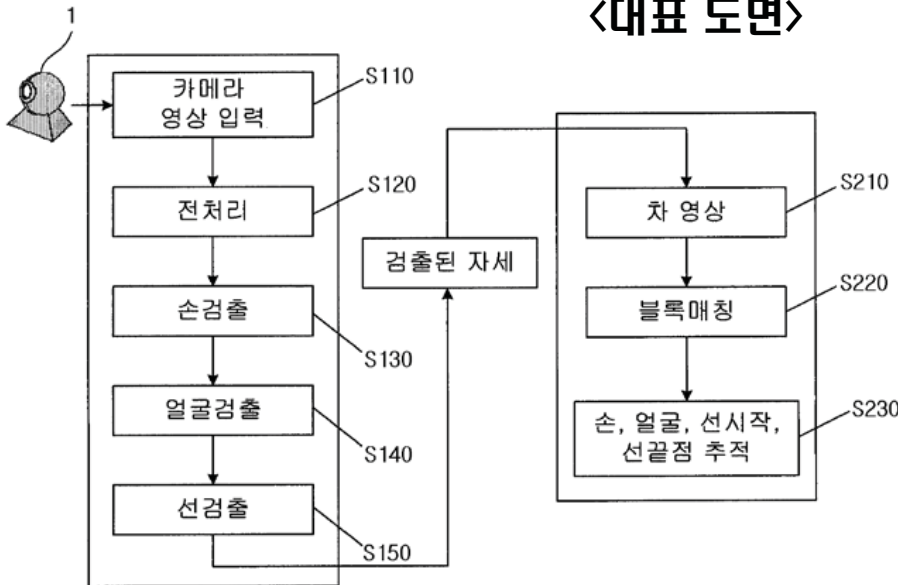 <대표 도면>
1
카메라
영상 입력
S110
전처리
S120
손검출
S130
얼굴검출
S140
선검출
S150
검출된 자세
차 영상
S210
블록매칭
S220
손, 얼굴, 선시작,
선끝점 추적
S230